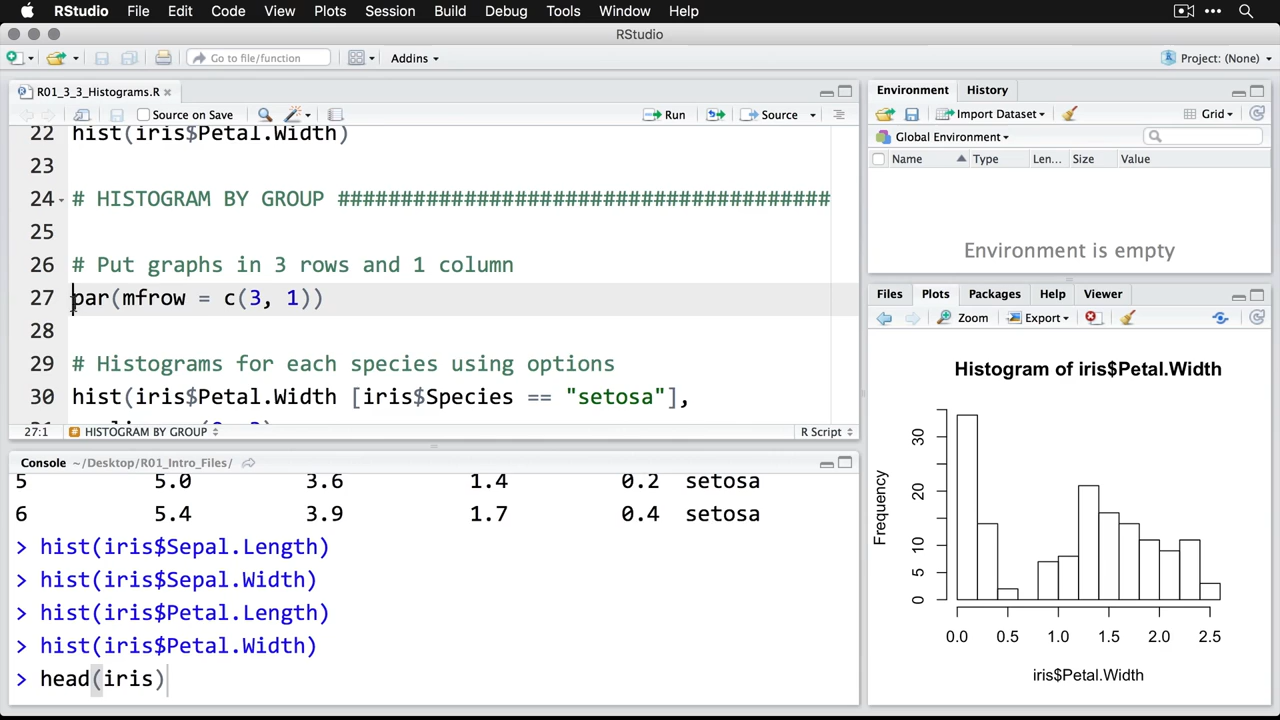 RStudio File Edit Code View Plots Session Build Debug Tools Window Help
RStudio
Go to file/function Addins Project: (None)
R01_3_3_Histograms.R
Source on Save Run Source
22 hist(iris$Petal.Width)
23
24 # HISTOGRAM BY GROUP ########################################
25
26 # Put graphs in 3 rows and 1 column
27 par(mfrow = c(3, 1))
28
29 # Histograms for each species using options
30 hist(iris$Petal.Width [iris$Species == "setosa"],
27:1 HISTOGRAM BY GROUP R Script
Console ~/Desktop/R01_Intro_Files/
5 5.0 3.6 1.4 0.2 setosa
6 5.4 3.9 1.7 0.4 setosa
> hist(iris$Sepal.Length)
> hist(iris$Sepal.Width)
> hist(iris$Petal.Length)
> hist(iris$Petal.Width)
> head(iris)
Environment History
Import Dataset Grid
Global Environment
Name Type Len... Size Value
Environment is empty
Files Plots Packages Help Viewer
Zoom Export
Histogram of iris$Petal.Width
Frequency
30
20
10
5
0
0.0 0.5 1.0 1.5 2.0 2.5
iris$Petal.Width